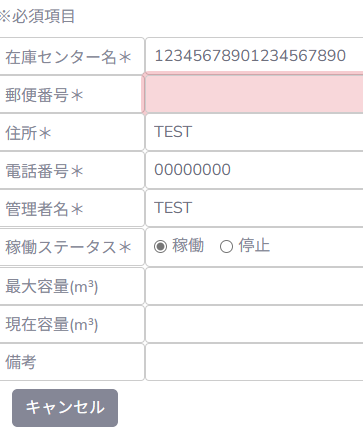 ※必須項目
在庫センター名＊ 12345678901234567890
郵便番号＊
住所＊ TEST
電話番号＊ 00000000
管理者名＊ TEST
稼働ステータス＊ 稼働 停止
最大容量(m³)
現在容量(m³)
備考
キャンセル